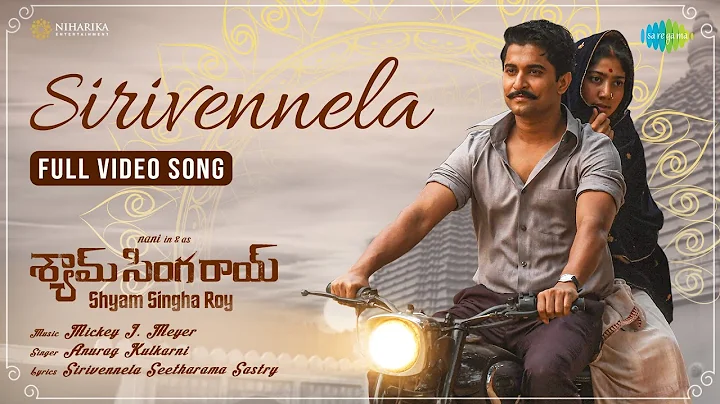 NIHARIKA
ENTERTAINMENT
saregama
Sirivennela
FULL VIDEO SONG
nani in & as
శ్యామ్ సింగ రాయ్
Shyam Singha Roy
Music Mickey J. Meyer
Singer Anurag Kulkarni
Lyrics Sirivennela Seetharama Sastry